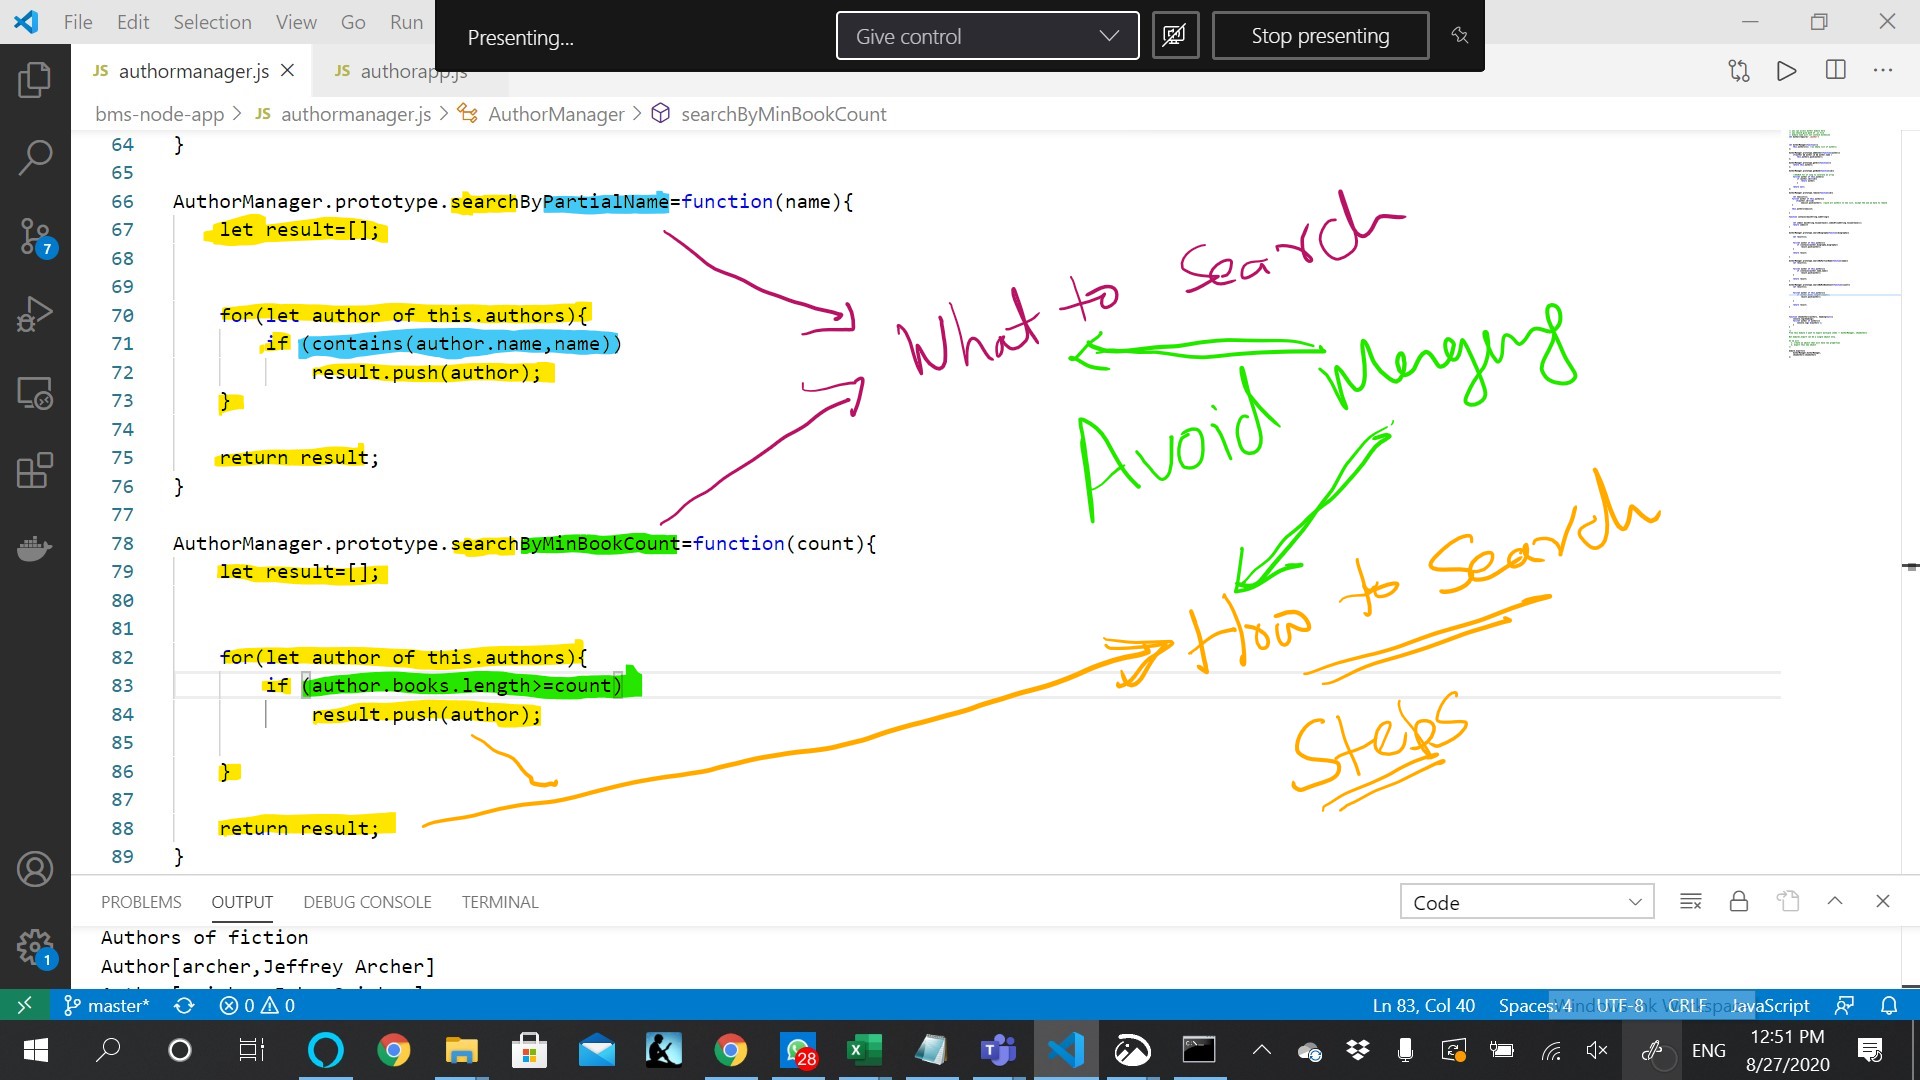 File Edit Selection View Go Run
Presenting...
Give control
Stop presenting
JS authormanager.js
JS authorapp.js
bms-node-app > JS authormanager.js > AuthorManager > searchByMinBookCount
64 }
65
66 AuthorManager.prototype.searchByPartialName=function(name){
67 let result=[];
68
69
70 for(let author of this.authors){
71 if (contains(author.name,name))
72 result.push(author);
73 }
74
75 return result;
76 }
77
78 AuthorManager.prototype.searchByMinBookCount=function(count){
79 let result=[];
80
81
82 for(let author of this.authors){
83 if (author.books.length>=count)
84 result.push(author);
85
86 }
87
88 return result;
89 }
What to Search
Avoid Merging
How to Search
Steps
7
1
PROBLEMS OUTPUT DEBUG CONSOLE TERMINAL
Code
Authors of fiction
Author[archer,Jeffrey Archer]
master* 0 0
Ln 83, Col 40 Spaces: 4 UTF-8 CRLF JavaScript
28
ENG
12:51 PM
8/27/2020